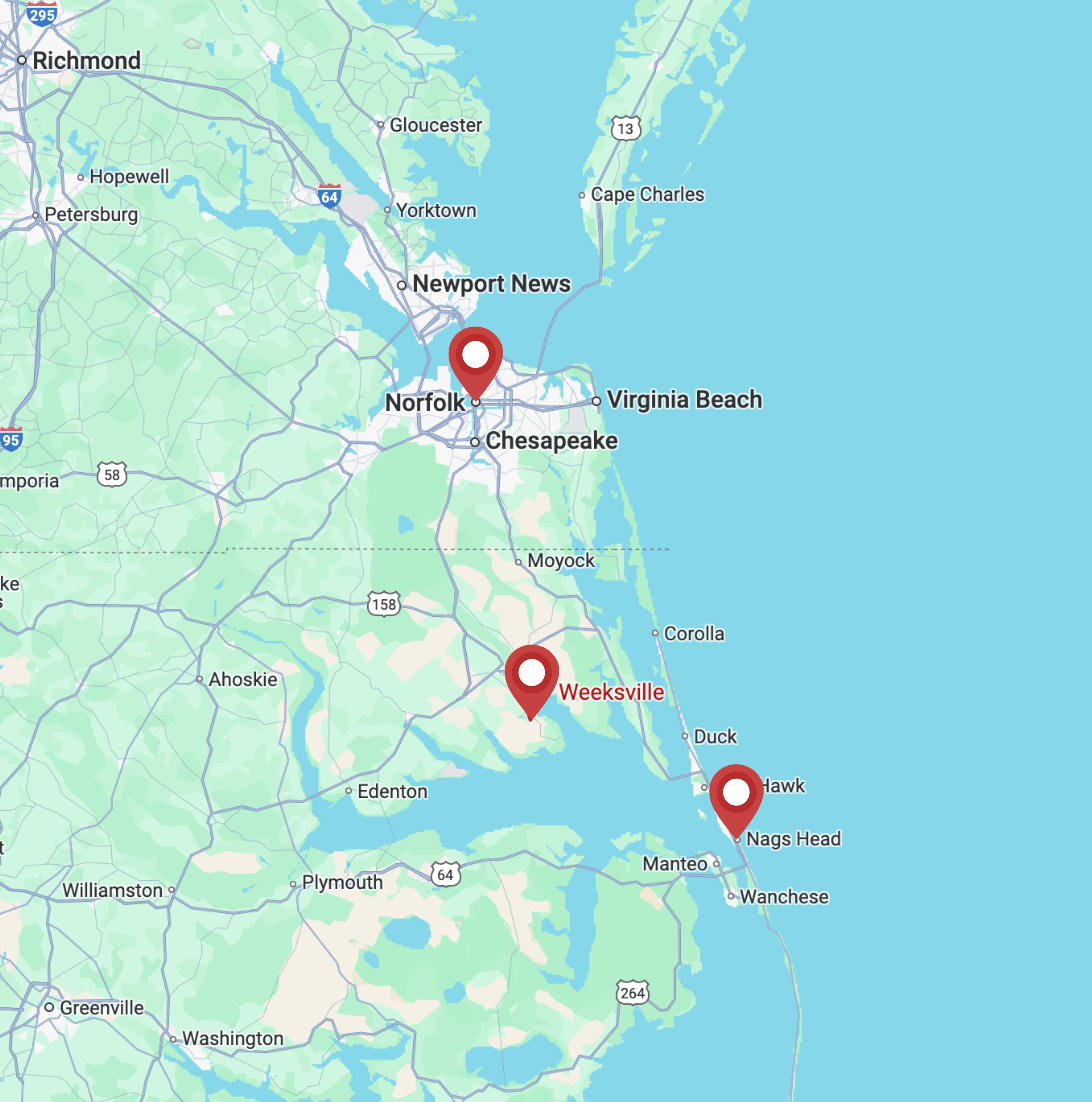 295
Richmond
13
Gloucester
Hopewell
64
Cape Charles
Petersburg
Yorktown
Newport News
Norfolk
Virginia Beach
95
Chesapeake
58
mporia
Moyock
ke
s
158
Corolla
Ahoskie
Weeksville
Duck
Hawk
Edenton
Nags Head
t
Manteo
64
Plymouth
Williamston
Wanchese
264
Greenville
Washington